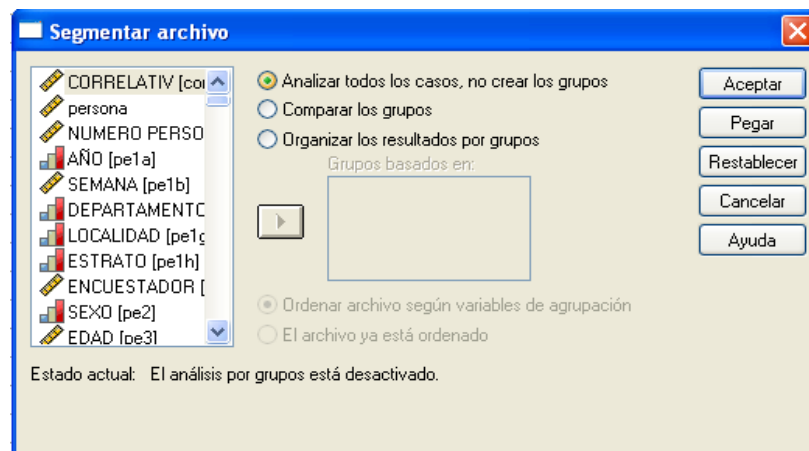 Segmentar archivo
CORRELATIV [co
persona
NUMERO PERSO
AÑO [pe1a]
SEMANA [pe1b]
DEPARTAMENTO
LOCALIDAD [pe1g
ESTRATO [pe1h]
ENCUESTADOR [
SEXO [pe2]
EDAD [pe3]
Analizar todos los casos, no crear los grupos
Comparar los grupos
Organizar los resultados por grupos
Grupos basados en:
Ordenar archivo según variables de agrupación
El archivo ya está ordenado
Aceptar
Pegar
Restablecer
Cancelar
Ayuda
Estado actual: El análisis por grupos está desactivado.